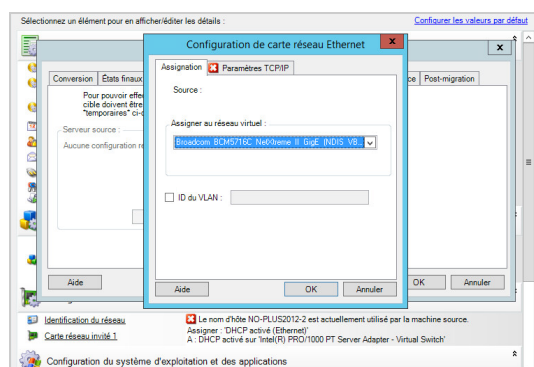 Sélectionnez un élément pour en afficher/éditer les détails :
Configurer les valeurs par défaut
Configuration de carte réseau Ethernet
Conversion
États finaux
Post-migration
Assignation
Paramètres TCP/IP
Pour pouvoir
cible doivent être
"temporaires"
Source :
Serveur source :
Assigner au réseau virtuel :
Aucune configuration
Broadcom BCM5716C NetXtreme II GigE (NDIS VB...
ID du VLAN :
Aide
OK
Annuler
Aide
OK
Annuler
Identification du réseau
Le nom d'hôte NO-PLUS2012-2 est actuellement utilisé par la machine source.
Assigner : 'DHCP activé (Ethernet)'
Carte réseau invité 1
A : DHCP activé sur 'Intel(R) PRO/1000 PT Server Adapter - Virtual Switch'
Configuration du système d'exploitation et des applications